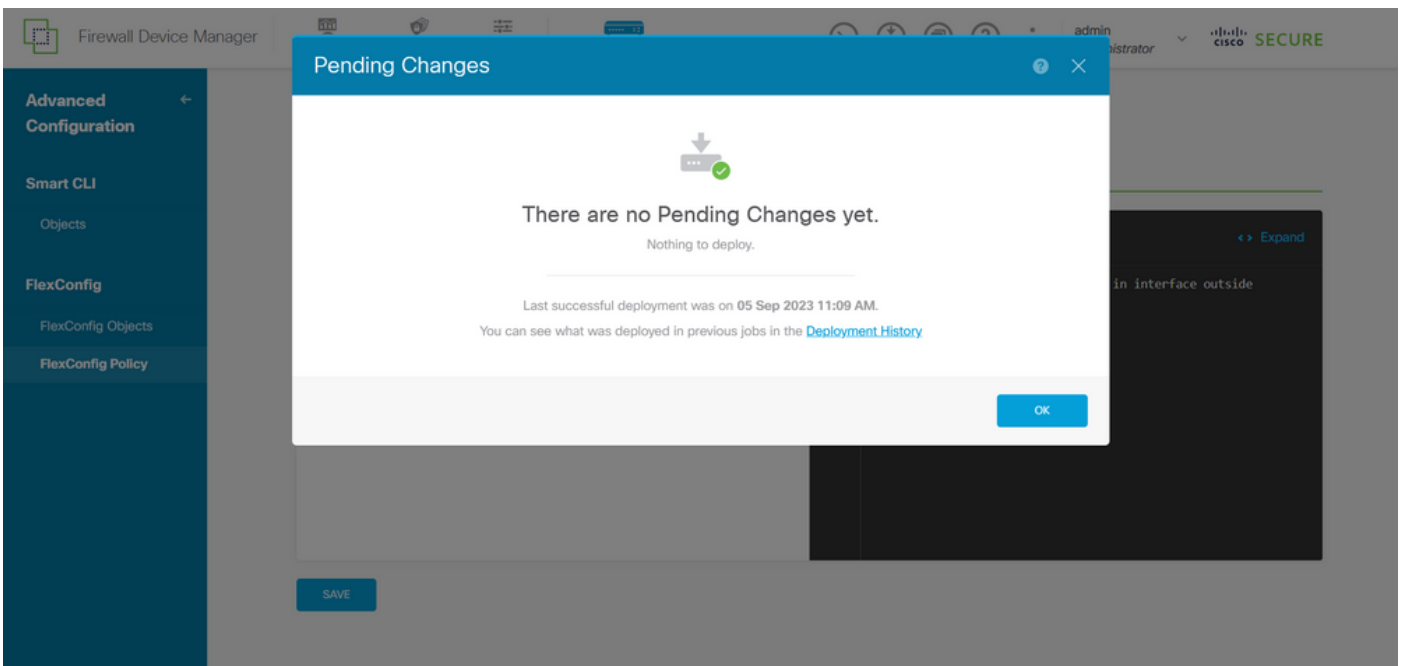 Firewall Device Manager
admin
SECURE
cisco
Pending Changes
Advanced
Configuration
Smart CLI
Objects
FlexConfig
FlexConfig Objects
FlexConfig Policy
There are no Pending Changes yet.
Nothing to deploy.
Last successful deployment was on 05 Sep 2023 11:09 AM.
You can see what was deployed in previous jobs in the Deployment History
OK
Expand
in interface outside
SAVE